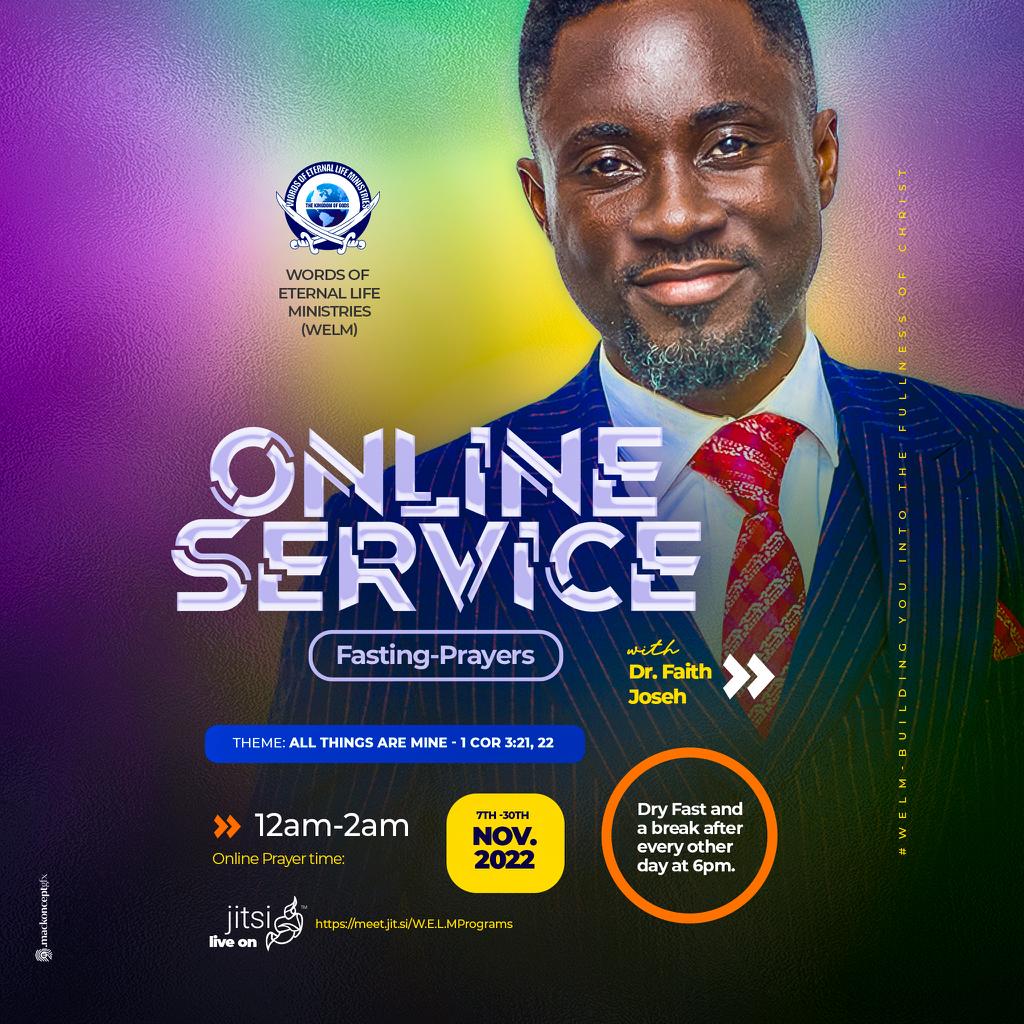 WORDS OF ETERNAL LIFE MINISTRIES
THE KINGDOM OF GODS
WORDS OF
ETERNAL LIFE
MINISTRIES
(WELM)
ONLINE
SERVICE
Fasting-Prayers
with
Dr. Faith
Joseh
THEME: ALL THINGS ARE MINE - 1 COR 3:21, 22
12am-2am
Online Prayer time:
7TH -30TH
NOV.
2022
Dry Fast and
a break after
every other
day at 6pm.
jitsi™
live on
https://meet.jit.si/W.E.L.MPrograms
#WELM-BUILDING YOU INTO THE FULLNESS OF CHRIST
.mackonceptgfx